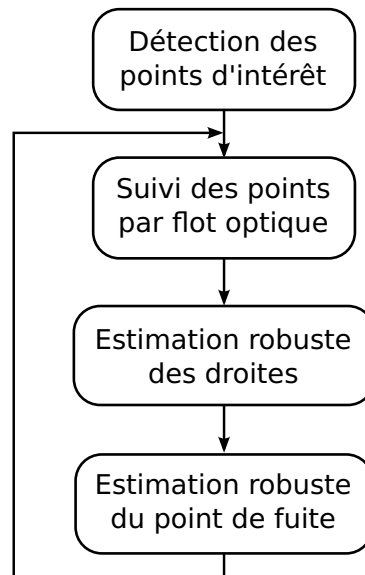 Détection des
points d'intérêt
Suivi des points
par flot optique
Estimation robuste
des droites
Estimation robuste
du point de fuite